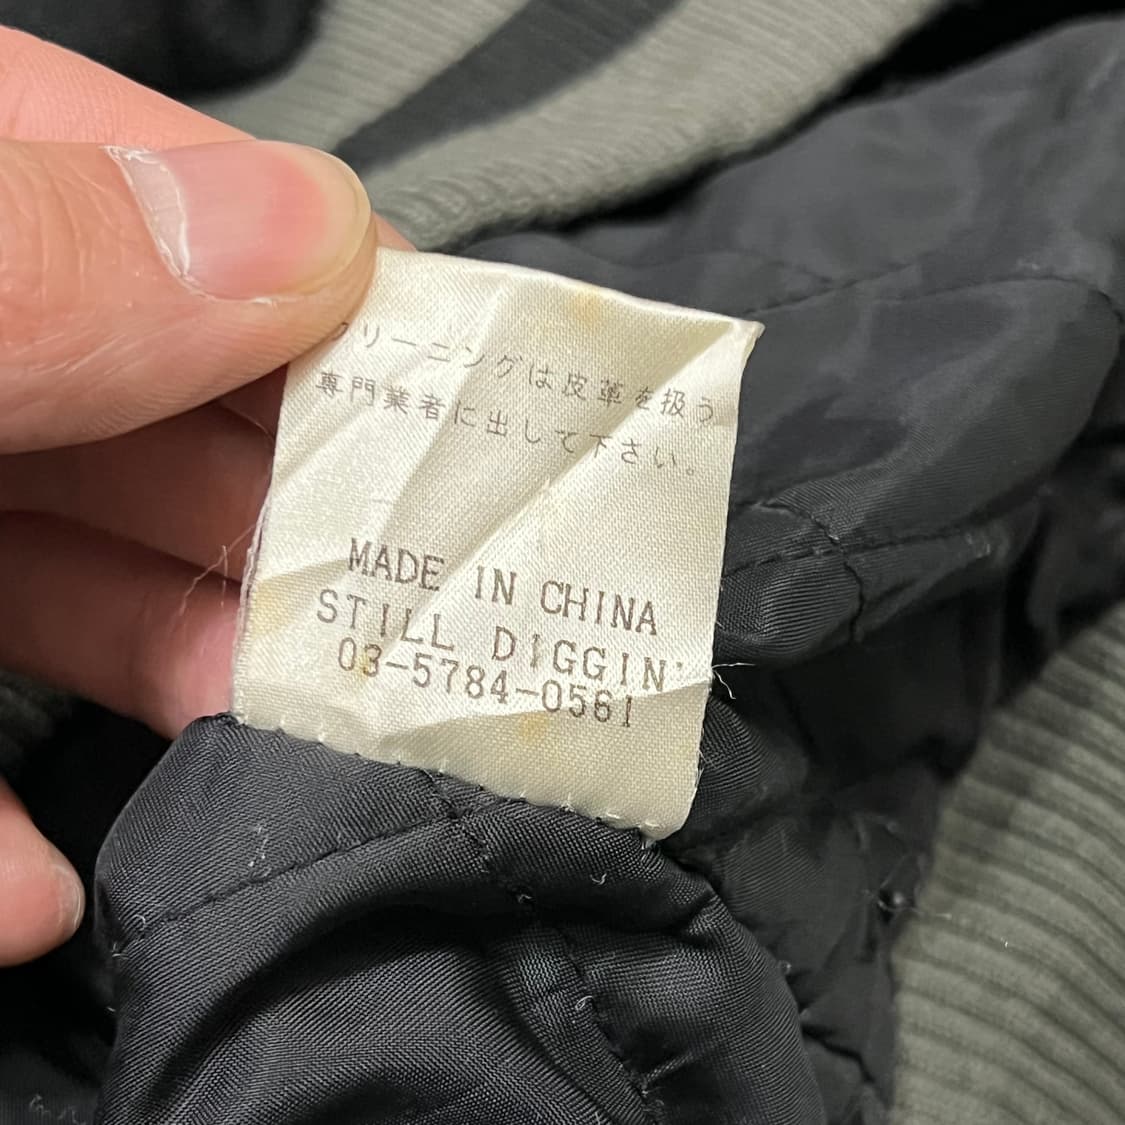 クリーニングは皮革を扱う
専門業者に出して下さい。
MADE IN CHINA
STILL DIGGIN'
03-5784-0561